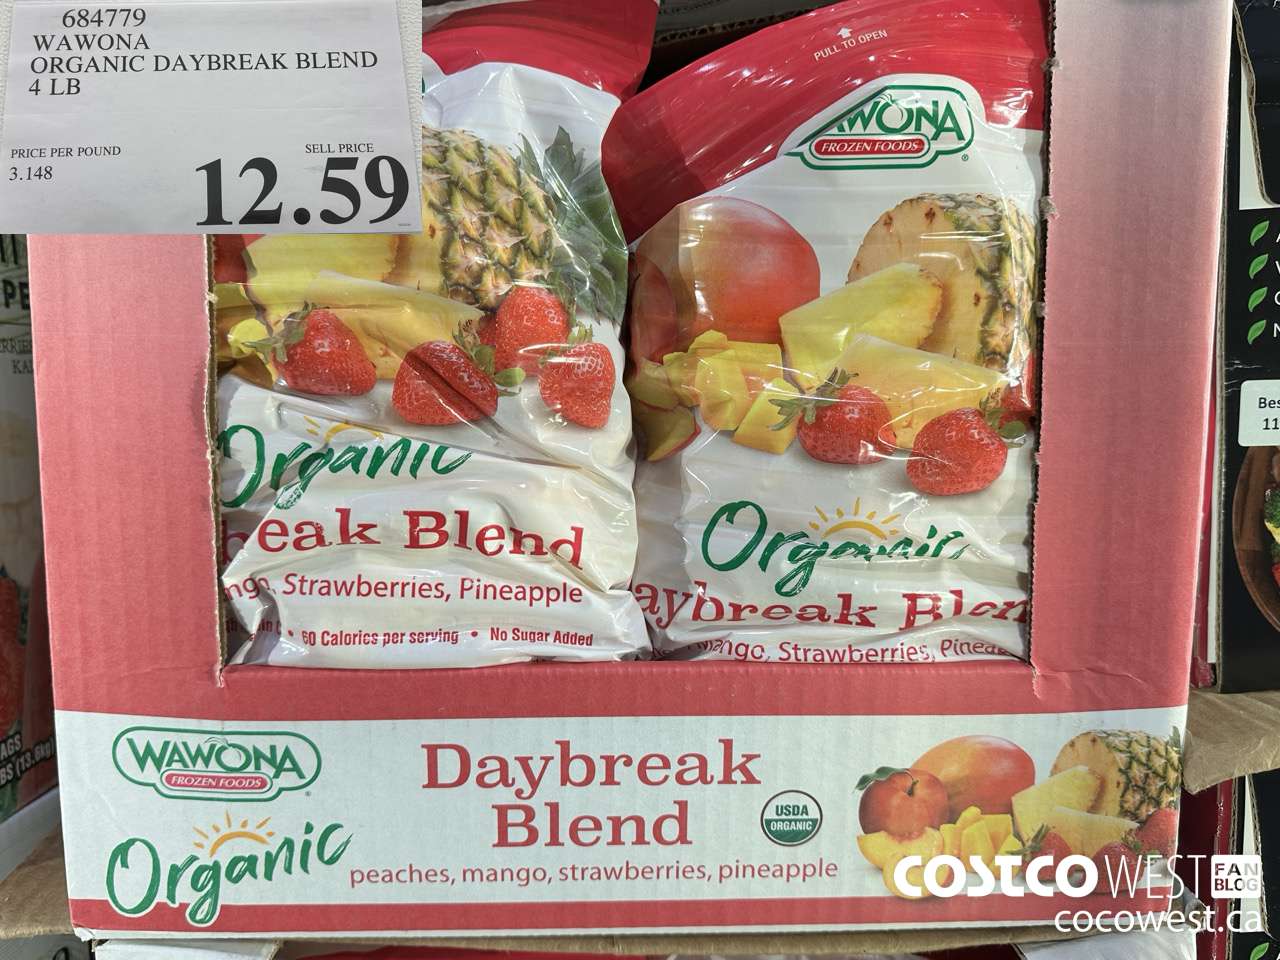 684779
WAWONA
ORGANIC DAYBREAK BLEND
4 LB
PRICE PER POUND
3.148
SELL PRICE
12.59
PULL TO OPEN
WAWONA
FROZEN FOODS
Organic
eak Blend
Strawberries, Pineapple
• 60 Calories per serving • No Sugar Added
Organic
aybreak Blen
Mango, Strawberries, Pinea
WAWONA
FROZEN FOODS
Organic
Daybreak
Blend
USDA
ORGANIC
peaches, mango, strawberries, pineapple
Bes
11
COSTCO WEST FAN BLOG
cocowest.ca